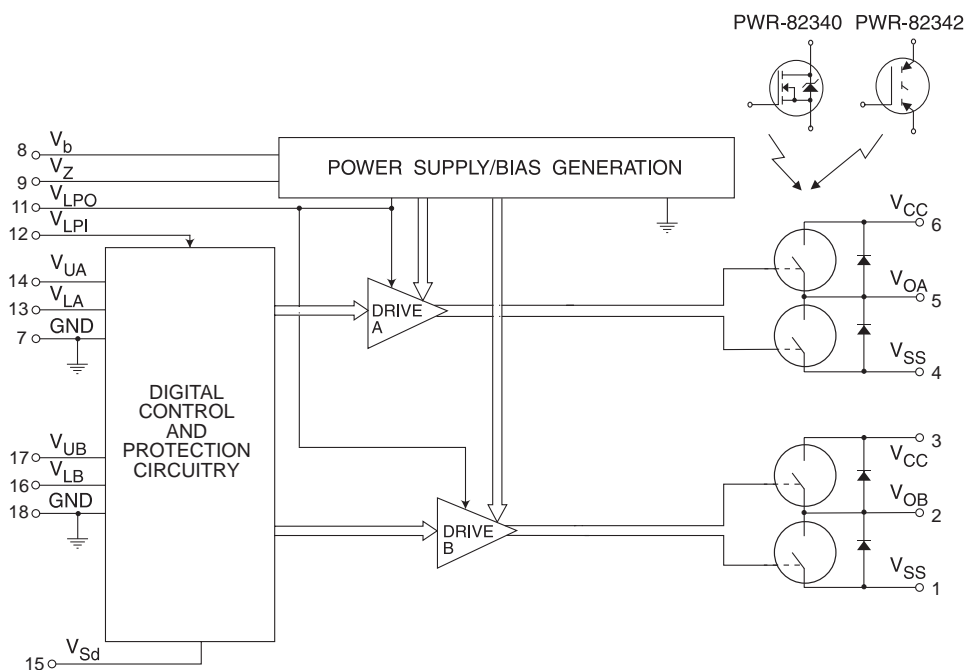 PWR-82340 PWR-82342
8 Vb
9 VZ
11 VLPO
12 VLPI
POWER SUPPLY/BIAS GENERATION
14 VUA
13 VLA
7 GND
DIGITAL
CONTROL
AND
PROTECTION
CIRCUITRY
17 VUB
16 VLB
18 GND
15 VSd
DRIVE
A
DRIVE
B
VCC
6
VOA
5
VSS
4
3
VCC
VOB
2
VSS
1